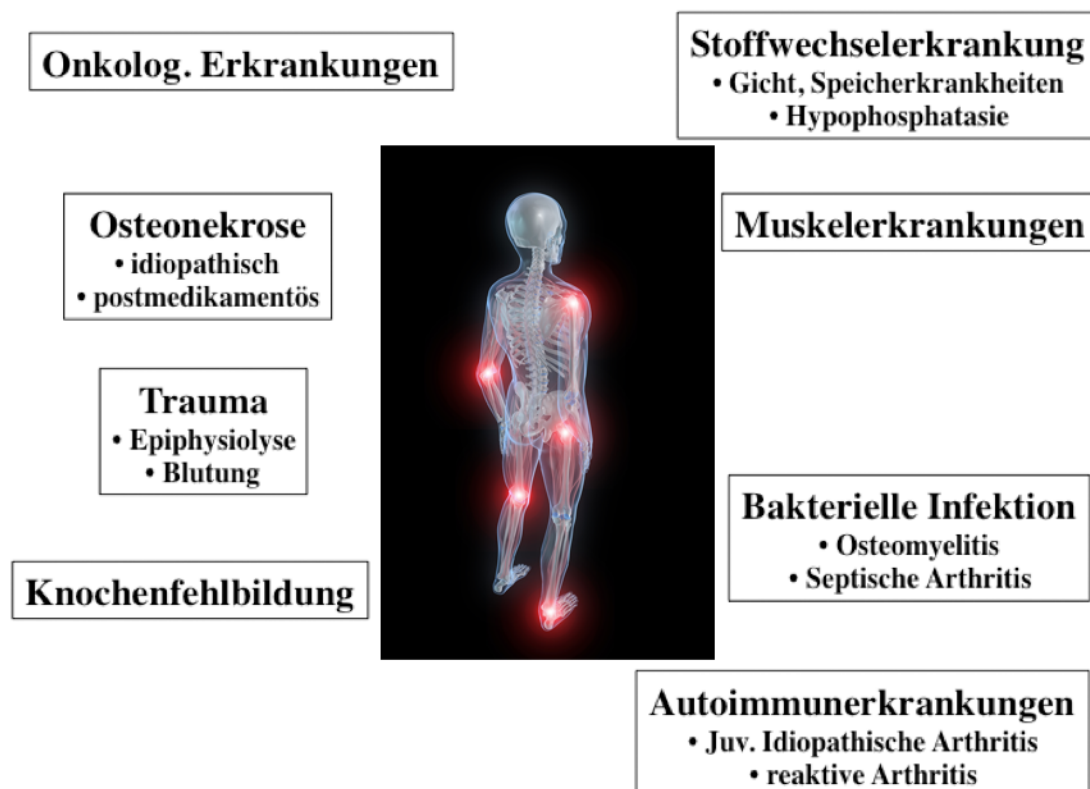 Onkolog. Erkrankungen
Stoffwechselerkrankung
• Gicht, Speicherkrankheiten
• Hypophosphatasie
Osteonekrose
• idiopathisch
• postmedikamentös
Muskelerkrankungen
Trauma
• Epiphysiolyse
• Blutung
Bakterielle Infektion
• Osteomyelitis
• Septische Arthritis
Knochenfehlbildung
Autoimmunerkrankungen
• Juv. Idiopathische Arthritis
• reaktive Arthritis